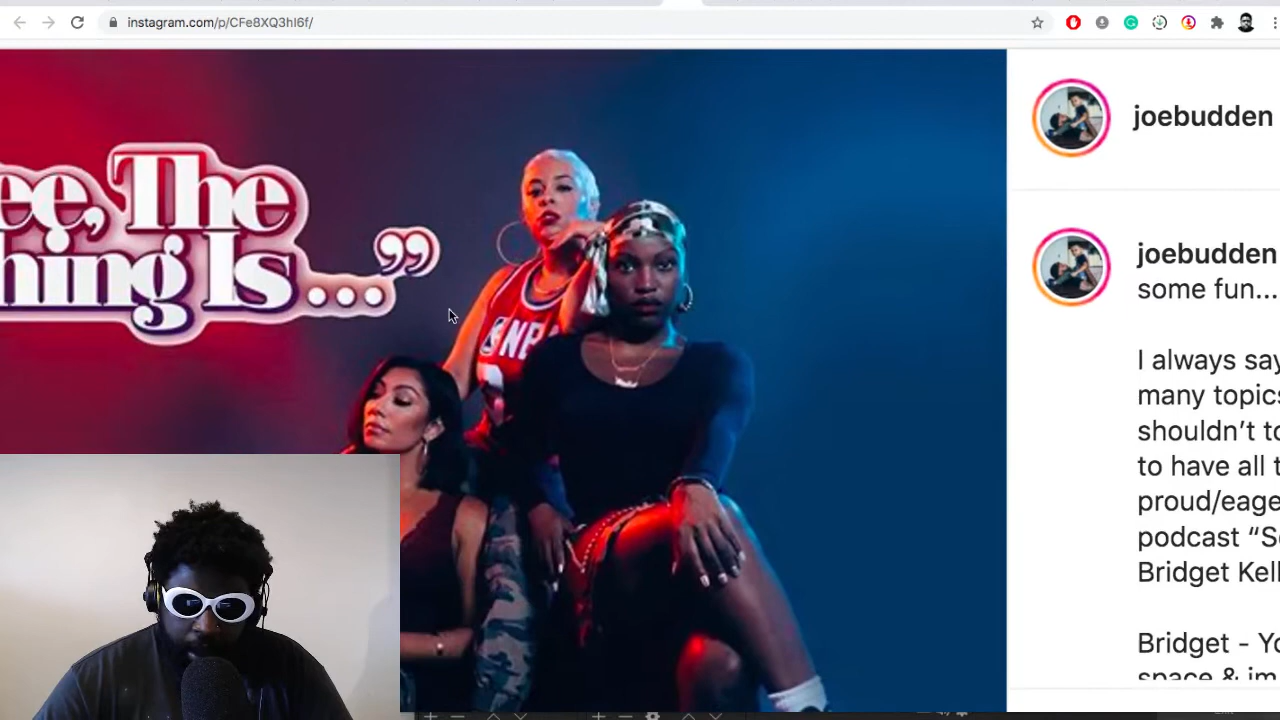 instagram.com/p/CFe8XQ3hI6f/
ee, The
hing Is...”
NB
joebudden
joebudden
some fun...
I always say
many topics
shouldn’t to
to have all t
proud/eage
podcast “S
Bridget Kell
Bridget - Yo
space & im